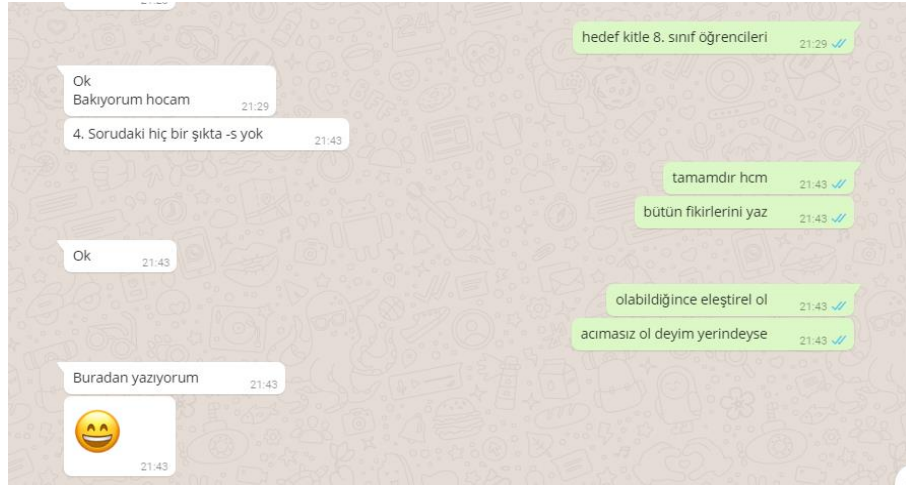 hedef kitle 8. sınıf öğrencileri 21:29
Ok
Bakıyorum hocam 21:29
4. Sorudaki hiç bir şıkta -s yok 21:43
tamamdır hcm 21:43
bütün fikirlerini yaz 21:43
Ok 21:43
olabildiğince eleştirel ol 21:43
acımasız ol deyim yerindeyse 21:43
Buradan yazıyorum 21:43
21:43